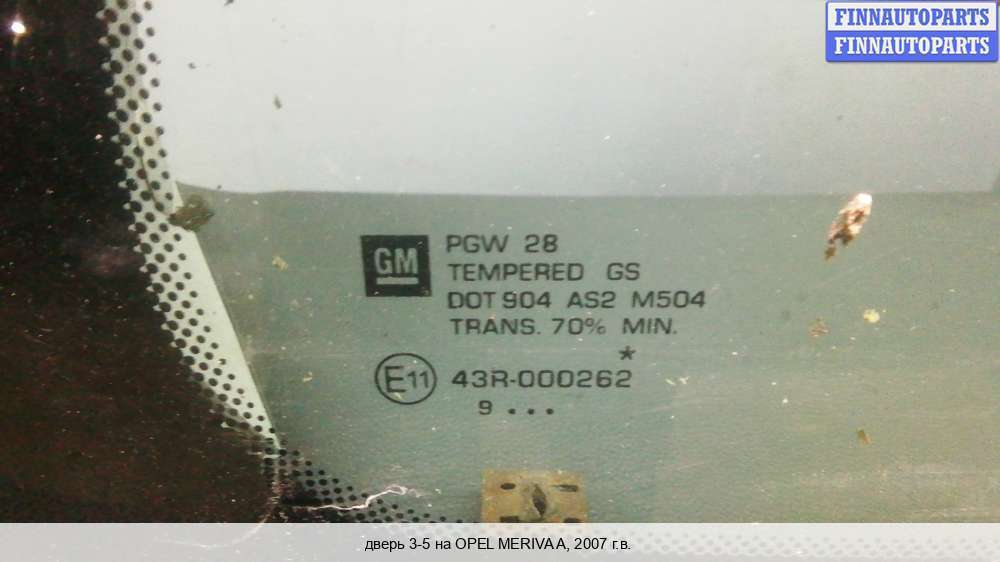 FINNAUTOPARTS
FINNAUTOPARTS
GM
PGW 28
TEMPERED GS
DOT 904 AS2 M504
TRANS. 70% MIN.
*
E11 43R-000262
9 ...
дверь 3-5 на OPEL MERIVA A, 2007 г.в.